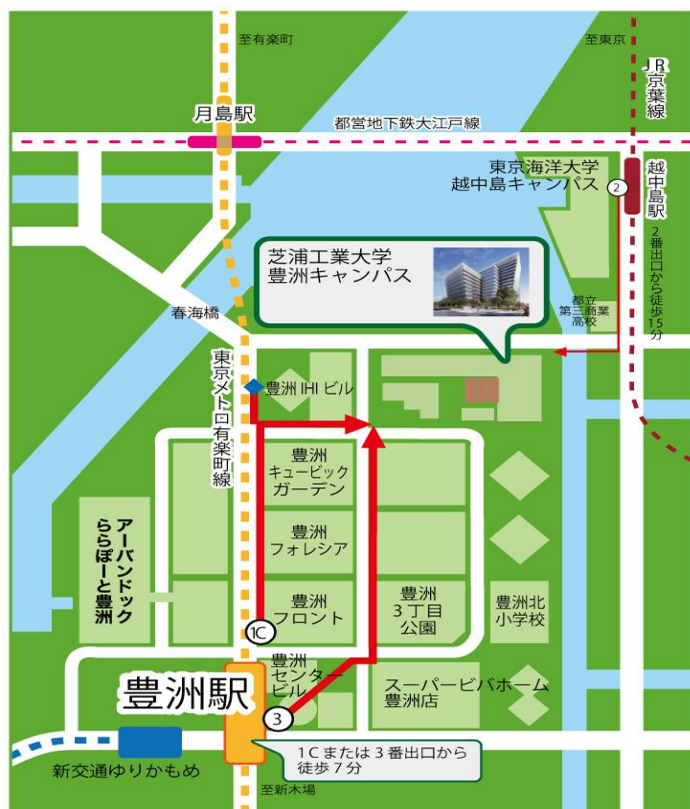 至有楽町
至東京
JR京葉線
月島駅
都営地下鉄大江戸線
東京海洋大学
越中島キャンパス
2
越中島駅
2番出口から徒歩15分
芝浦工業大学
豊洲キャンパス
春海橋
都立
第三商業
高校
東京メトロ有楽町線
豊洲 IHI ビル
豊洲
キュービック
ガーデン
豊洲
フォレシア
アーバンドック
ららぽーと豊洲
豊洲
フロント
豊洲
3丁目
公園
豊洲北
小学校
1C
豊洲駅
豊洲
センター
ビル
3
スーパービバホーム
豊洲店
1Cまたは3番出口から
徒歩7分
新交通ゆりかもめ
至新木場